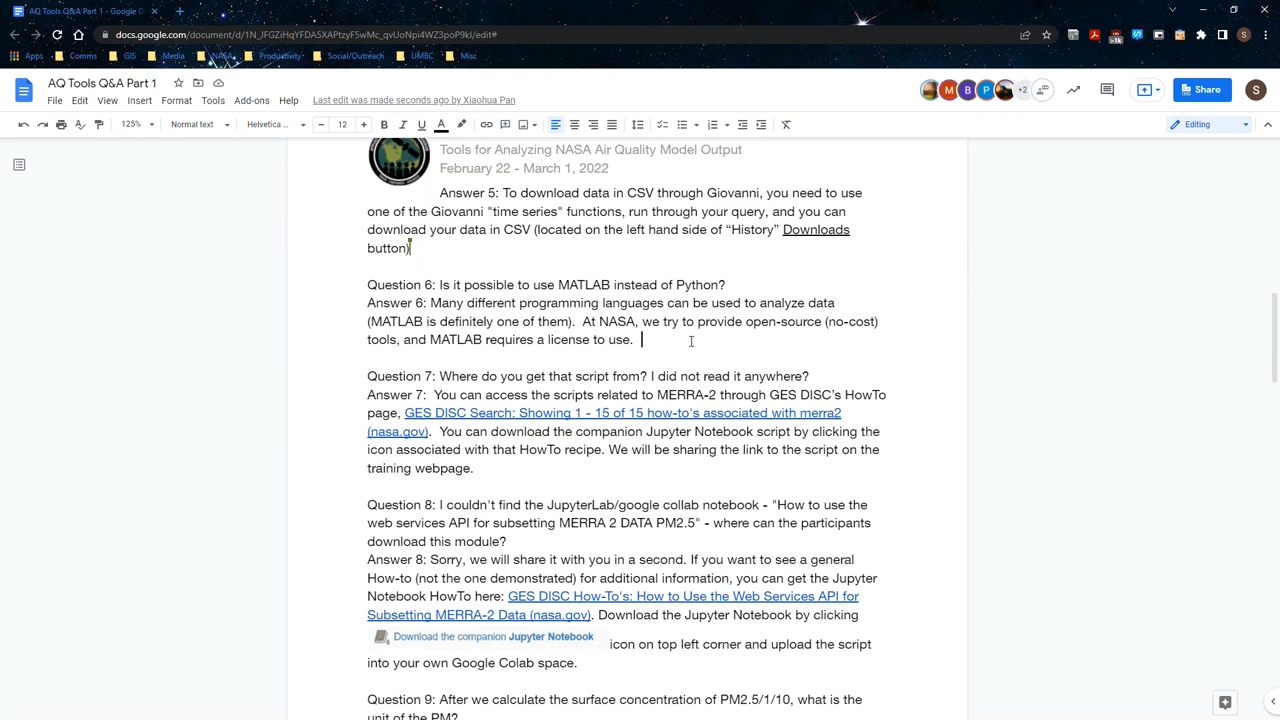 AQ Tools Q&A Part 1 - Google D
docs.google.com/document/d/1N_JFGZiHqYFDA5XAPtzyF5wMc_qvUoNpi4WZ3poP9kI/edit#
Apps Comms GIS Media NASA Productivity Social/Outreach UMBC Misc
AQ Tools Q&A Part 1
File Edit View Insert Format Tools Add-ons Help Last edit was made seconds ago by Xiaohua Pan
M B P +2 Share S
125% Normal text Helvetica ... 12 B I U A Editing
Tools for Analyzing NASA Air Quality Model Output
February 22 - March 1, 2022
Answer 5: To download data in CSV through Giovanni, you need to use
one of the Giovanni "time series" functions, run through your query, and you can
download your data in CSV (located on the left hand side of “History” Downloads
button)
Question 6: Is it possible to use MATLAB instead of Python?
Answer 6: Many different programming languages can be used to analyze data
(MATLAB is definitely one of them). At NASA, we try to provide open-source (no-cost)
tools, and MATLAB requires a license to use.
Question 7: Where do you get that script from? I did not read it anywhere?
Answer 7: You can access the scripts related to MERRA-2 through GES DISC’s HowTo
page, GES DISC Search: Showing 1 - 15 of 15 how-to's associated with merra2
(nasa.gov). You can download the companion Jupyter Notebook script by clicking the
icon associated with that HowTo recipe. We will be sharing the link to the script on the
training webpage.
Question 8: I couldn't find the JupyterLab/google collab notebook - "How to use the
web services API for subsetting MERRA 2 DATA PM2.5" - where can the participants
download this module?
Answer 8: Sorry, we will share it with you in a second. If you want to see a general
How-to (not the one demonstrated) for additional information, you can get the Jupyter
Notebook HowTo here: GES DISC How-To's: How to Use the Web Services API for
Subsetting MERRA-2 Data (nasa.gov). Download the Jupyter Notebook by clicking
Download the companion Jupyter Notebook icon on top left corner and upload the script
into your own Google Colab space.
Question 9: After we calculate the surface concentration of PM2.5/1/10, what is the
unit of the PM?